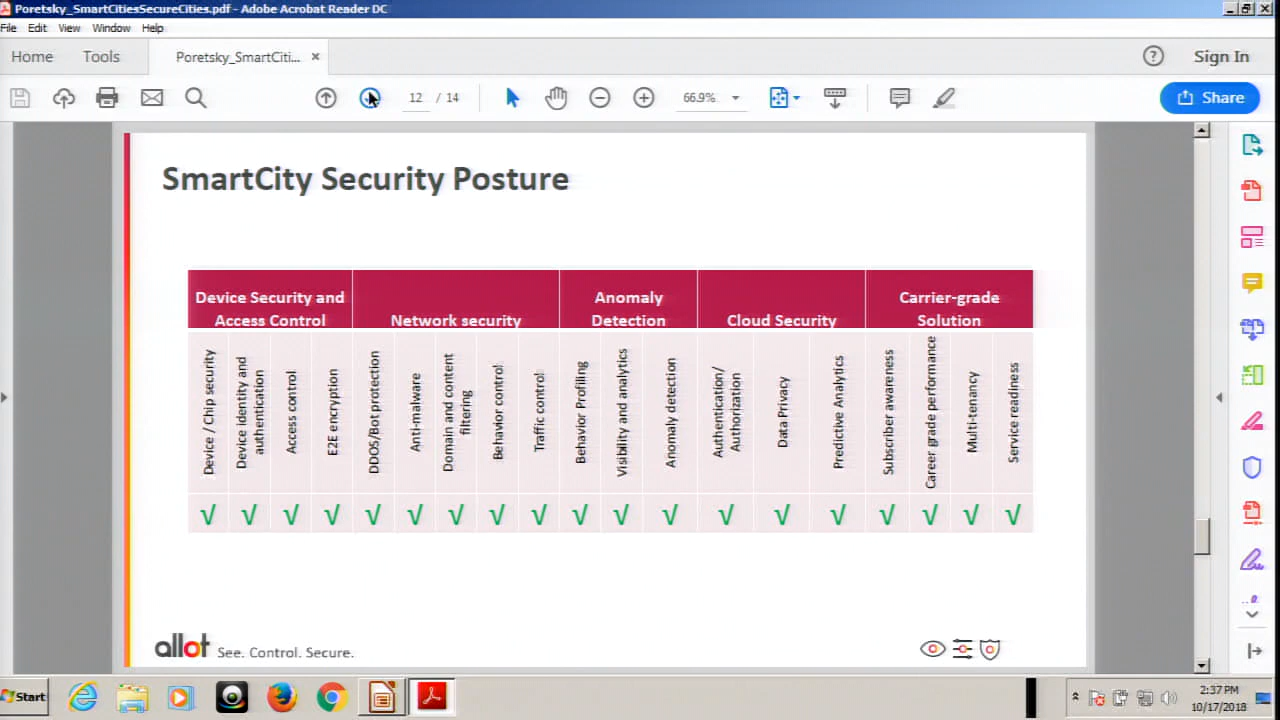 Poretsky_SmartCitiesSecureCities.pdf - Adobe Acrobat Reader DC
File Edit View Window Help
Home Tools Poretsky_SmartCiti... × Sign In
12 / 14 66.9% Share
SmartCity Security Posture
Device Security and Access Control
Network security
Anomaly Detection
Cloud Security
Carrier-grade Solution
Device / Chip security
Device identity and authentication
Access control
E2E encryption
DDOS/Bot protection
Anti-malware
Domain and content filtering
Behavior control
Traffic control
Behavior Profiling
Visibility and analytics
Anomaly detection
Authentication/ Authorization
Data Privacy
Predictive Analytics
Subscriber awareness
Career grade performance
Multi-tenancy
Service readiness
√ √ √ √ √ √ √ √ √ √ √ √ √ √ √ √ √ √ √
allot See. Control. Secure.
Start
2:37 PM
10/17/2018